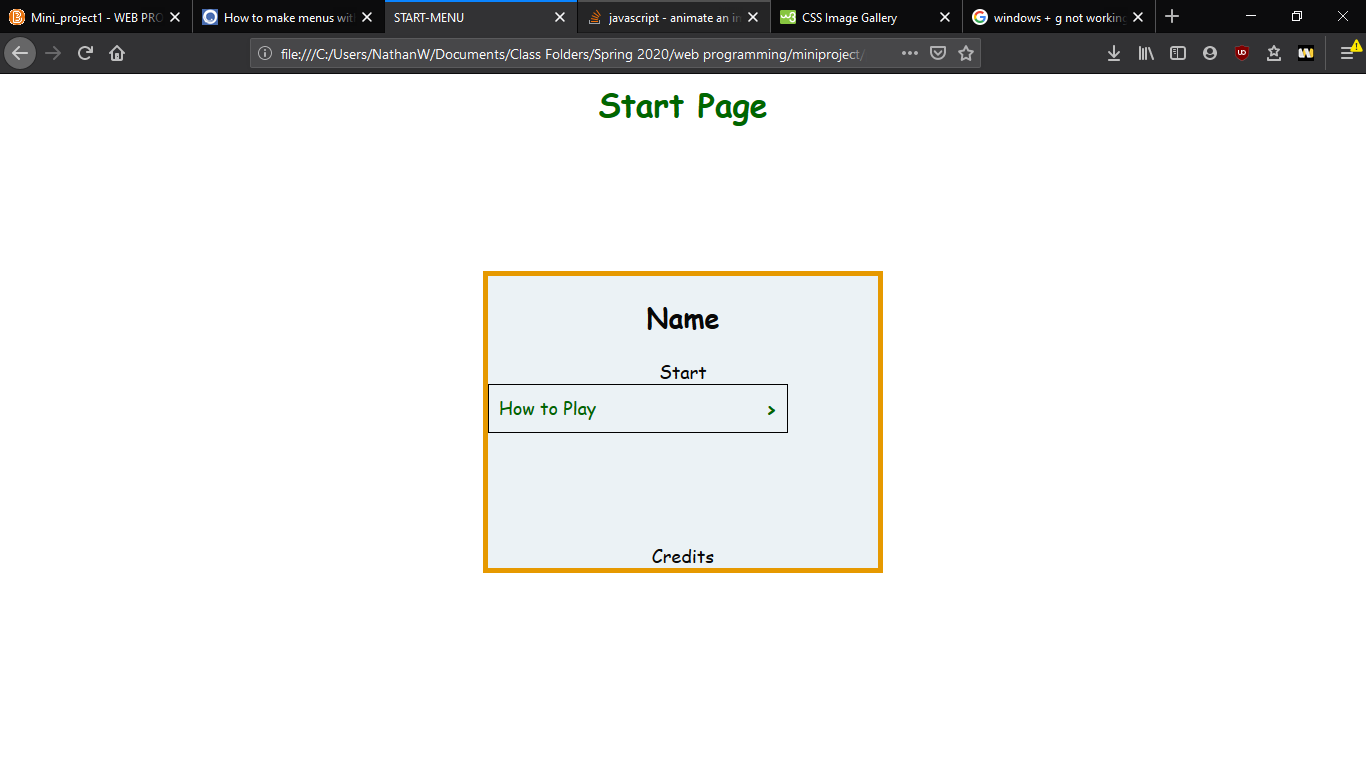 Mini_project1 - WEB PRO
How to make menus wit
START-MENU
javascript - animate an in
CSS Image Gallery
windows + g not working
file:///C:/Users/NathanW/Documents/Class Folders/Spring 2020/web programming/miniproject/
Start Page
Name
Start
How to Play >
Credits